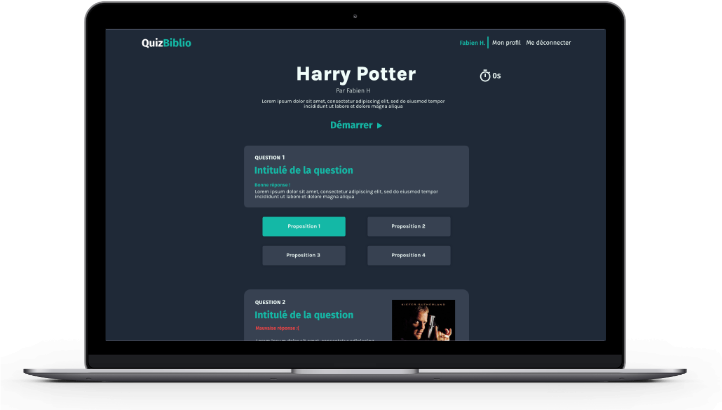 QuizBiblio
Fabien H. Mon profil Me déconnecter
Harry Potter
0S
Par Fabien H
Lorem ipsum dolor sit amet, consectetur adipiscing elit, sed do eiusmod tempor
incididunt ut labore et dolore magna aliqua
Démarrer
QUESTION 1
Intitulé de la question
Bonne réponse !
Lorem ipsum dolor sit amet, consectetur adipiscing elit, sed do eiusmod tempor
incididunt ut labore et dolore magna aliqua
Proposition 1
Proposition 2
Proposition 3
Proposition 4
QUESTION 2
Intitulé de la question
KIEFER SUTHERLAND
Mauvaise réponse !